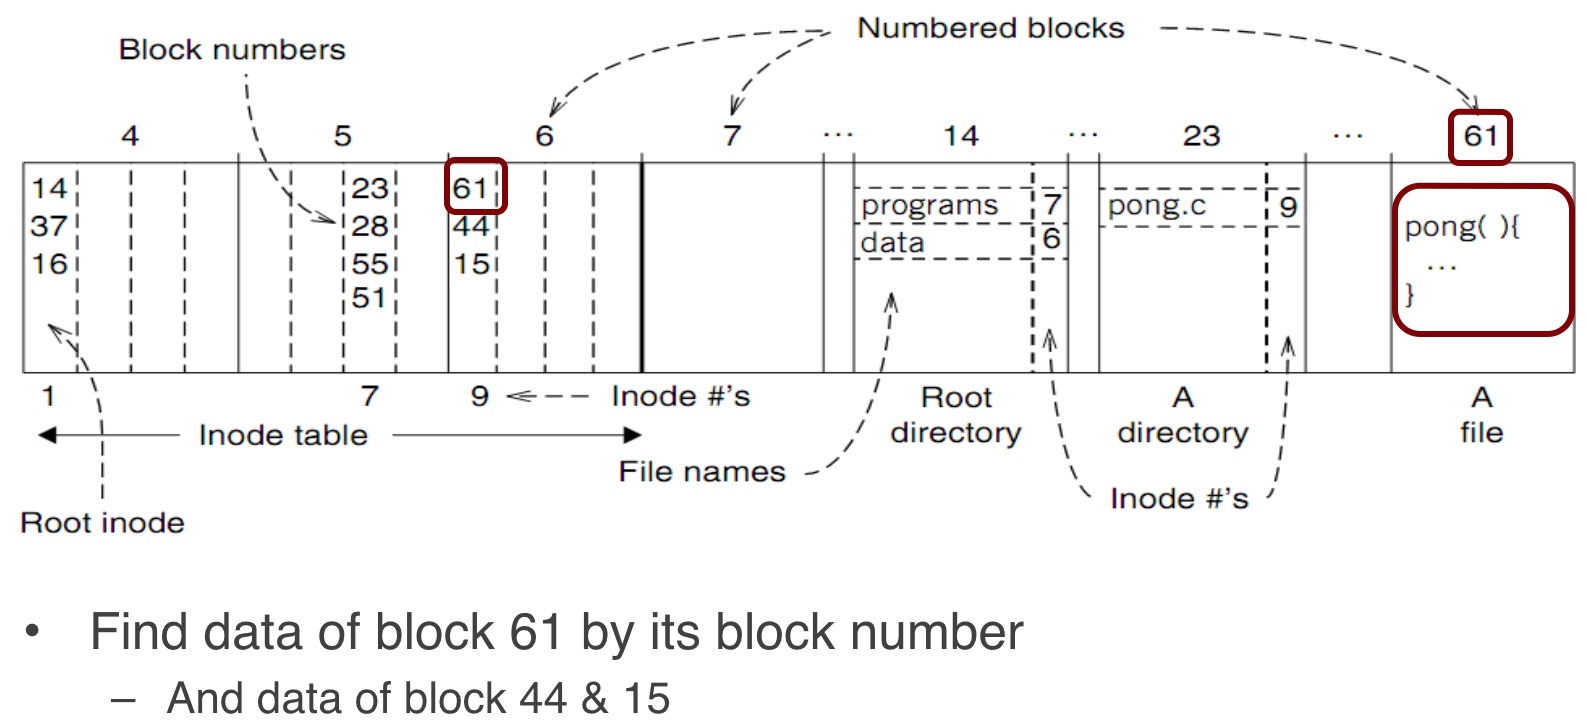 Numbered blocks
Block numbers
4 5 6 7 ... 14 ... 23 ... 61
14 23 61
37 28 44
16 55 15
51
programs 7
data 6
pong.c 9
pong( ){
...
}
1 7 9 Inode #'s
Inode table
Root
directory
A
directory
A
file
File names
Inode #'s
Root inode
• Find data of block 61 by its block number
– And data of block 44 & 15